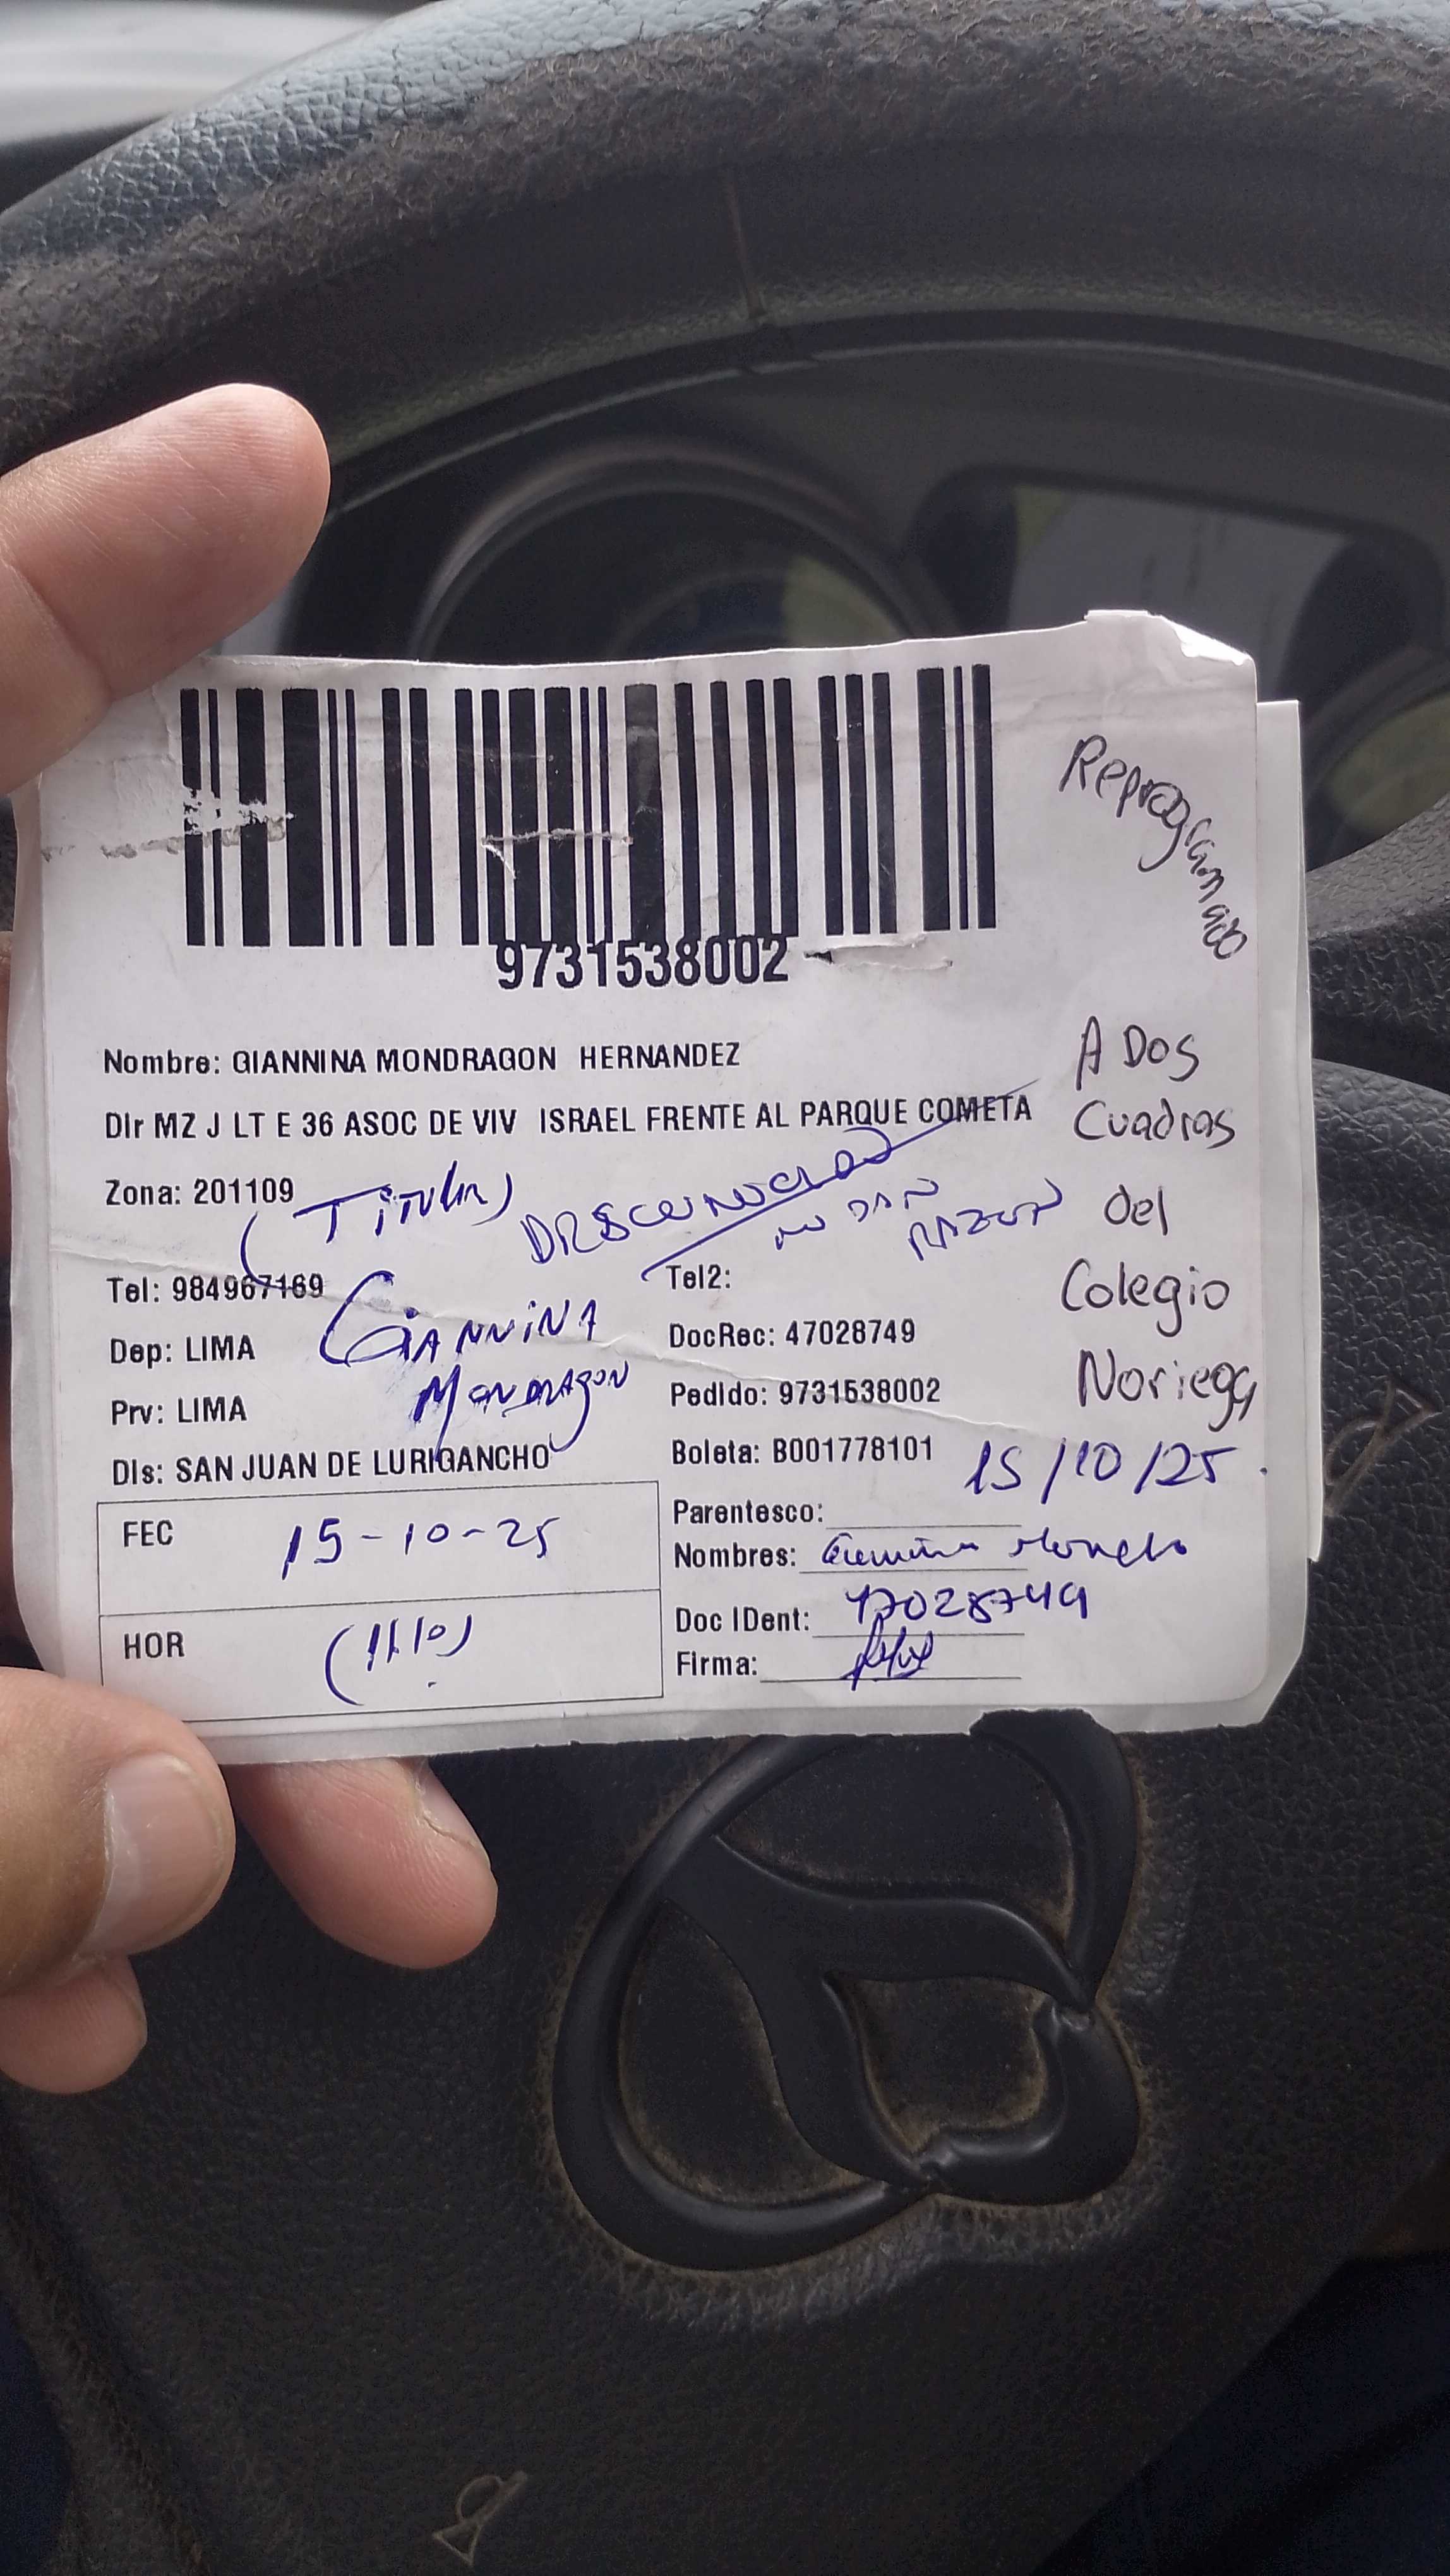 9731538002
Reprogramado
Nombre: GIANNINA MONDRAGON HERNANDEZ
A Dos
Dir MZ J LT E 36 ASOC DE VIV ISRAEL FRENTE AL PARQUE COMETA
Cuadras
Zona: 201109
(Titular)
DESCONOCIDO
NO DAN
RAZON
del
Tel: 984967169
Tel2:
Colegio
GIANNINA
MONDRAGON
Dep: LIMA
DocRec: 47028749
Noriega
Prv: LIMA
Pedido: 9731538002
Dis: SAN JUAN DE LURIGANCHO
Boleta: B001778101
15/10/25.
FEC 15-10-25
Parentesco:
Nombres:
HOR (11:10)
Doc IDent: 47028749
Firma: